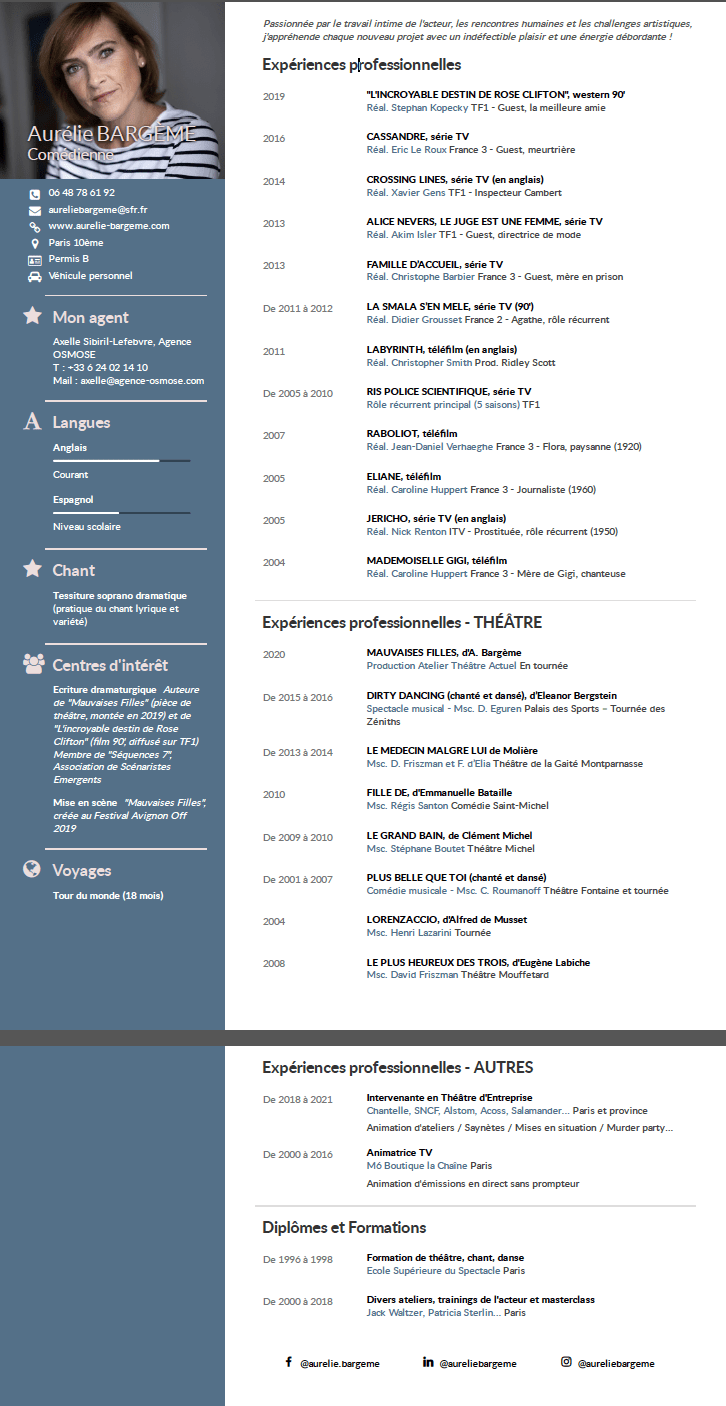 Aurélie BARGÈME
Comédienne
06 48 78 61 92
aureliebargeme@sfr.fr
www.aurelie-bargeme.com
Paris 10ème
Permis B
Véhicule personnel
Mon agent
Axelle Sibiril-Lefebvre, Agence
OSMOSE
T : +33 6 24 02 14 10
Mail : axelle@agence-osmose.com
Langues
Anglais
Courant
Espagnol
Niveau scolaire
Chant
Tessiture soprano dramatique
(pratique du chant lyrique et
variété)
Centres d'intérêt
Ecriture dramaturgique Auteure
de "Mauvaises Filles" (pièce de
théâtre, montée en 2019) et de
"L'incroyable destin de Rose
Clifton" (film 90', diffusé sur TF1)
Membre de "Séquences 7",
Association de Scénaristes
Emergents
Mise en scène "Mauvaises Filles",
créée au Festival Avignon Off
2019
Voyages
Tour du monde (18 mois)
Passionnée par le travail intime de l'acteur, les rencontres humaines et les challenges artistiques,
j'appréhende chaque nouveau projet avec un indéfectible plaisir et une énergie débordante !
Expériences professionnelles
2019 "L'INCROYABLE DESTIN DE ROSE CLIFTON", western 90'
Réal. Stephan Kopecky TF1 - Guest, la meilleure amie
2016 CASSANDRE, série TV
Réal. Eric Le Roux France 3 - Guest, meurtrière
2014 CROSSING LINES, série TV (en anglais)
Réal. Xavier Gens TF1 - Inspecteur Cambert
2013 ALICE NEVERS, LE JUGE EST UNE FEMME, série TV
Réal. Akim Isler TF1 - Guest, directrice de mode
2013 FAMILLE D'ACCUEIL, série TV
Réal. Christophe Barbier France 3 - Guest, mère en prison
De 2011 à 2012 LA SMALA S'EN MELE, série TV (90')
Réal. Didier Grousset France 2 - Agathe, rôle récurrent
2011 LABYRINTH, téléfilm (en anglais)
Réal. Christopher Smith Prod. Ridley Scott
De 2005 à 2010 RIS POLICE SCIENTIFIQUE, série TV
Rôle récurrent principal (5 saisons) TF1
2007 RABOLIOT, téléfilm
Réal. Jean-Daniel Verhaeghe France 3 - Flora, paysanne (1920)
2005 ELIANE, téléfilm
Réal. Caroline Huppert France 3 - Journaliste (1960)
2005 JERICHO, série TV (en anglais)
Réal. Nick Renton ITV - Prostituée, rôle récurrent (1950)
2004 MADEMOISELLE GIGI, téléfilm
Réal. Caroline Huppert France 3 - Mère de Gigi, chanteuse
Expériences professionnelles - THÉÂTRE
2020 MAUVAISES FILLES, d'A. Bargème
Production Atelier Théâtre Actuel En tournée
De 2015 à 2016 DIRTY DANCING (chanté et dansé), d'Eleanor Bergstein
Spectacle musical - Msc. D. Eguren Palais des Sports – Tournée des
Zéniths
De 2013 à 2014 LE MEDECIN MALGRE LUI de Molière
Msc. D. Friszman et F. d'Elia Théâtre de la Gaité Montparnasse
2010 FILLE DE, d'Emmanuelle Bataille
Msc. Régis Santon Comédie Saint-Michel
De 2009 à 2010 LE GRAND BAIN, de Clément Michel
Msc. Stéphane Boutet Théâtre Michel
De 2001 à 2007 PLUS BELLE QUE TOI (chanté et dansé)
Comédie musicale - Msc. C. Roumanoff Théâtre Fontaine et tournée
2004 LORENZACCIO, d'Alfred de Musset
Msc. Henri Lazarini Tournée
2008 LE PLUS HEUREUX DES TROIS, d'Eugène Labiche
Msc. David Friszman Théâtre Mouffetard
Expériences professionnelles - AUTRES
De 2018 à 2021 Intervenante en Théâtre d'Entreprise
Chantelle, SNCF, Alstom, Acoss, Salamander... Paris et province
Animation d'ateliers / Saynètes / Mises en situation / Murder party...
De 2000 à 2016 Animatrice TV
M6 Boutique la Chaîne Paris
Animation d'émissions en direct sans prompteur
Diplômes et Formations
De 1996 à 1998 Formation de théâtre, chant, danse
Ecole Supérieure du Spectacle Paris
De 2000 à 2018 Divers ateliers, trainings de l'acteur et masterclass
Jack Waltzer, Patricia Sterlin... Paris
@aurelie.bargeme @aureliebargeme @aureliebargeme